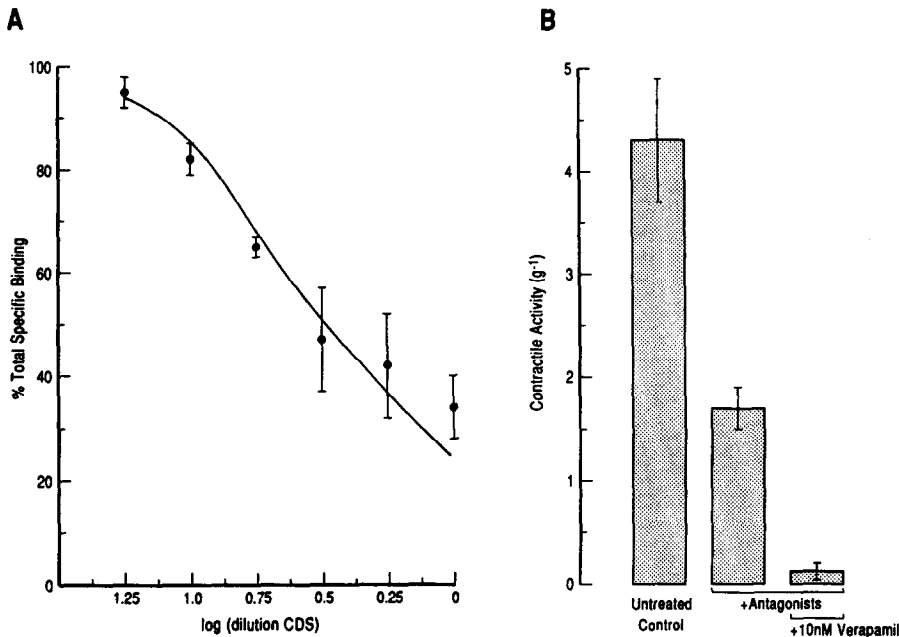 A
100
80
60
40
20
0
% Total Specific Binding
1.25 1.0 0.75 0.5 0.25 0
log (dilution CDS)
B
5
4
3
2
1
0
Contractile Activity (g⁻¹)
Untreated
Control
+Antagonists
+10nM Verapamil